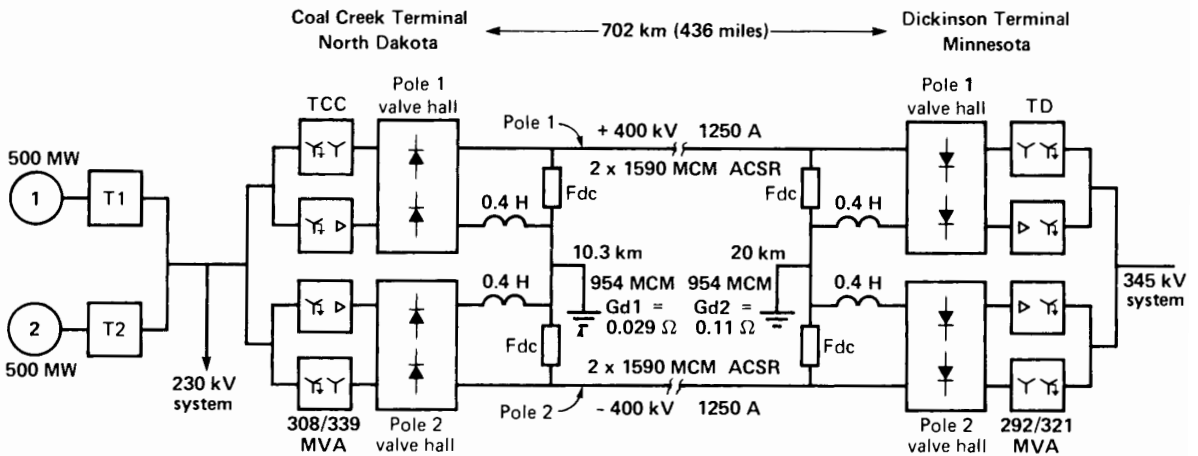 Coal Creek Terminal
North Dakota
702 km (436 miles)
Dickinson Terminal
Minnesota
Pole 1
valve hall
TCC
Pole 1
+ 400 kV 1250 A
2 x 1590 MCM ACSR
Pole 1
valve hall
TD
500 MW
1
T1
Fdc
0.4 H
Fdc
0.4 H
10.3 km
20 km
954 MCM
954 MCM
Gd1 =
0.029 Ω
Gd2 =
0.11 Ω
345 kV
system
0.4 H
0.4 H
2
T2
500 MW
230 kV
system
Fdc
Fdc
2 x 1590 MCM ACSR
Pole 2
– 400 kV 1250 A
308/339
MVA
Pole 2
valve hall
Pole 2
valve hall
292/321
MVA